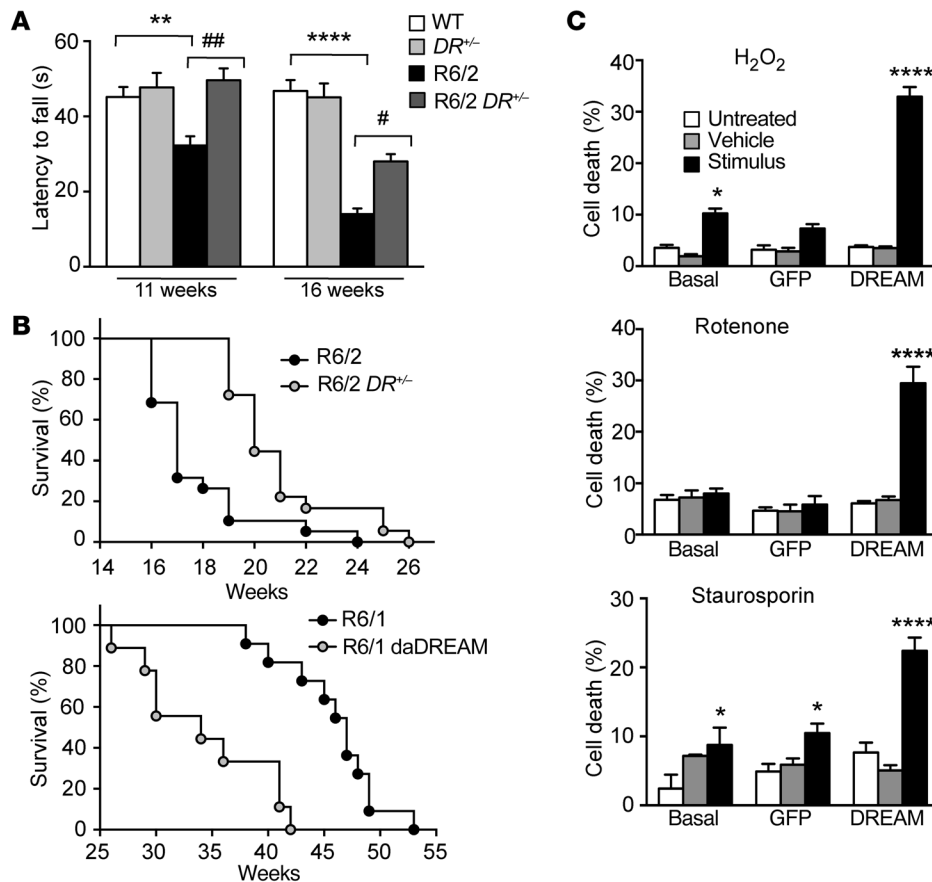 A
WT
DR+/–
R6/2
R6/2 DR+/–
** ## **** #
Latency to fall (s)
60
40
20
0
11 weeks 16 weeks
B
Survival (%)
100
80
60
40
20
0
R6/2
R6/2 DR+/–
14 16 18 20 22 24 26
Weeks
Survival (%)
100
80
60
40
20
0
R6/1
R6/1 daDREAM
25 30 35 40 45 50 55
Weeks
C
H2O2
Untreated
Vehicle
Stimulus
Cell death (%)
40
30
20
10
0
* ****
Basal GFP DREAM
Rotenone
Cell death (%)
40
30
20
10
0
****
Basal GFP DREAM
Staurosporin
Cell death (%)
30
20
10
0
* * ****
Basal GFP DREAM